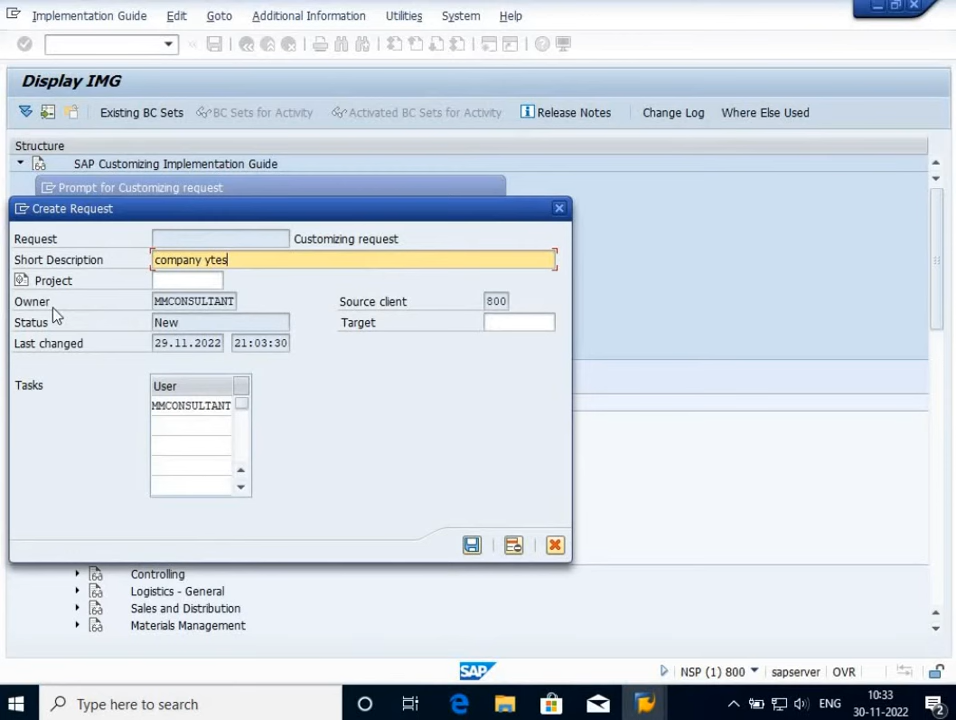 Implementation Guide Edit Goto Additional Information Utilities System Help
Display IMG
Existing BC Sets BC Sets for Activity Activated BC Sets for Activity Release Notes Change Log Where Else Used
Structure
SAP Customizing Implementation Guide
Prompt for Customizing request
Create Request
Request Customizing request
Short Description company ytes
Project
Owner MMCONSULTANT Source client 800
Status New Target
Last changed 29.11.2022 21:03:30
Tasks User
MMCONSULTANT
Controlling
Logistics - General
Sales and Distribution
Materials Management
SAP NSP (1) 800 sapserver OVR
Type here to search ENG 10:33
30-11-2022 2